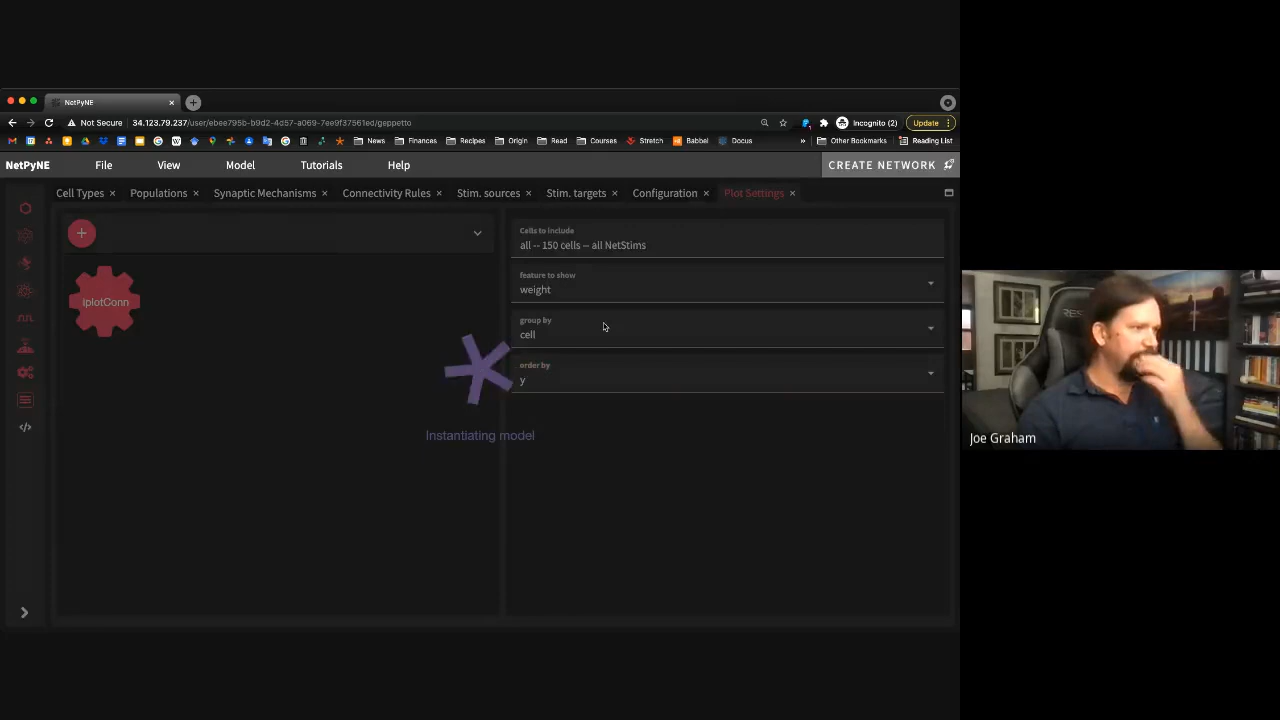 NetPyNE
Not Secure
34.123.79.237/user/ebee795b-b9d2-4d57-a069-7ee9f37561ed/geppetto
Incognito (2)
Update
News
Finances
Recipes
Origin
Read
Courses
Stretch
Babbel
Docus
»
Other Bookmarks
Reading List
NetPyNE
File
View
Model
Tutorials
Help
CREATE NETWORK
Cell Types
Populations
Synaptic Mechanisms
Connectivity Rules
Stim. sources
Stim. targets
Configuration
Plot Settings
Cells to include
all -- 150 cells -- all NetStims
feature to show
weight
group by
cell
order by
y
IplotConn
Instantiating model
Joe Graham